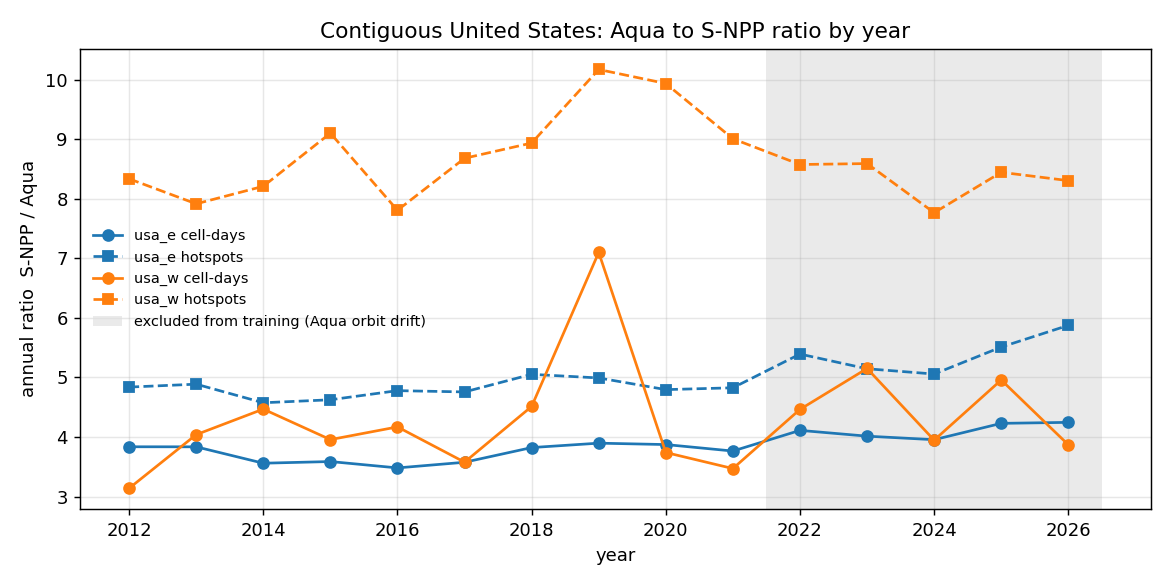 Contiguous United States: Aqua to S-NPP ratio by year
annual ratio  S-NPP / Aqua
10
9
8
7
6
5
4
3
usa_e cell-days
usa_e hotspots
usa_w cell-days
usa_w hotspots
excluded from training (Aqua orbit drift)
2012
2014
2016
2018
2020
2022
2024
2026
year